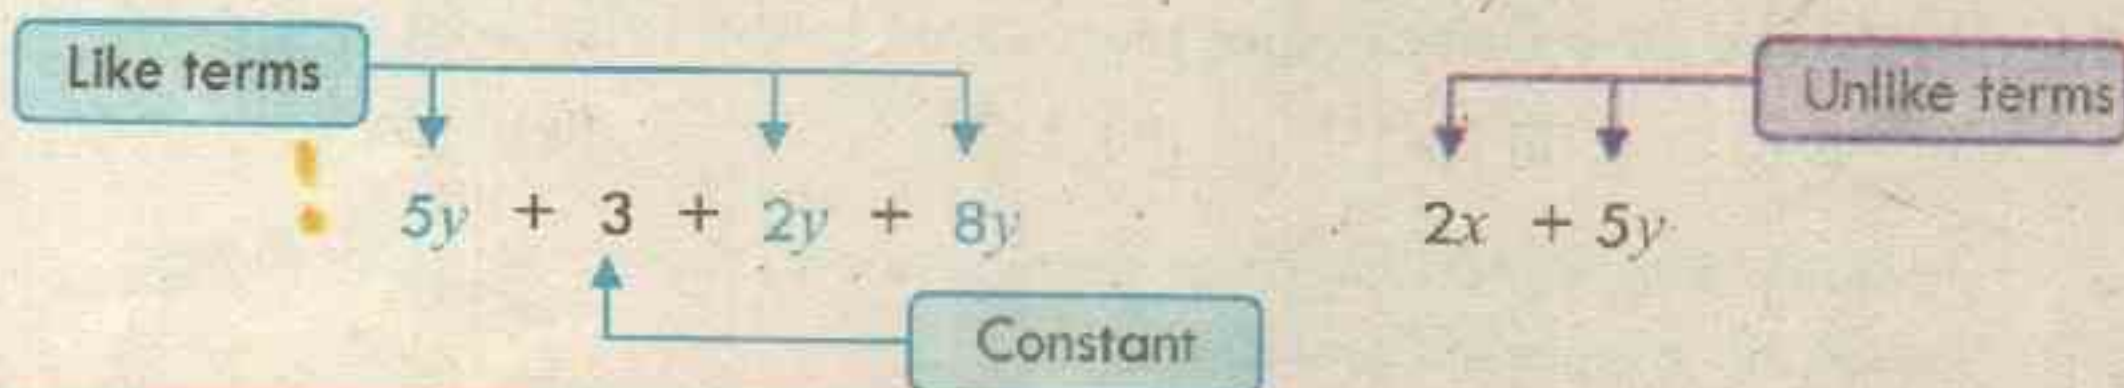 Like terms
Unlike terms
5y + 3 + 2y + 8y
2x + 5y
Constant